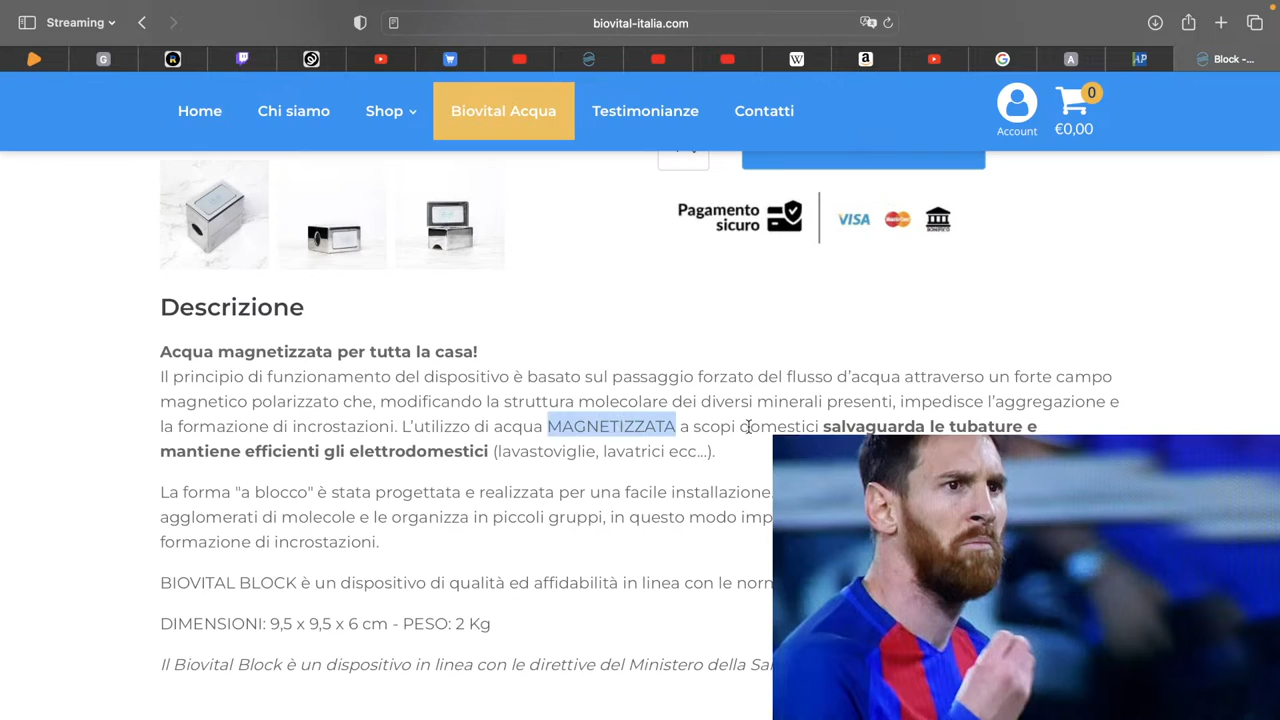 Streaming
biovital-italia.com
Block -...
Home
Chi siamo
Shop
Biovital Acqua
Testimonianze
Contatti
Account
0
€0,00
Pagamento
sicuro
VISA
Descrizione
Acqua magnetizzata per tutta la casa!
Il principio di funzionamento del dispositivo è basato sul passaggio forzato del flusso d'acqua attraverso un forte campo
magnetico polarizzato che, modificando la struttura molecolare dei diversi minerali presenti, impedisce l'aggregazione e
la formazione di incrostazioni. L'utilizzo di acqua MAGNETIZZATA a scopi domestici salvaguarda le tubature e
mantiene efficienti gli elettrodomestici (lavastoviglie, lavatrici ecc...).
La forma "a blocco" è stata progettata e realizzata per una facile installazione.
agglomerati di molecole e le organizza in piccoli gruppi, in questo modo imp
formazione di incrostazioni.
BIOVITAL BLOCK è un dispositivo di qualità ed affidabilità in linea con le norm
DIMENSIONI: 9,5 x 9,5 x 6 cm - PESO: 2 Kg
Il Biovital Block è un dispositivo in linea con le direttive del Ministero della Sal